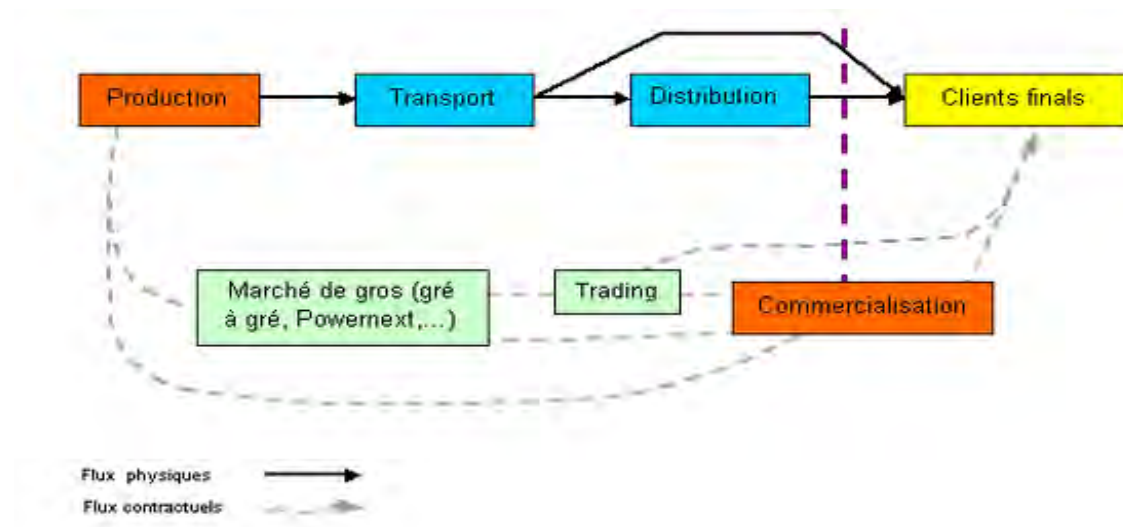 Production
Transport
Distribution
Clients finals
Marché de gros (gré
à gré, Powernext,...)
Trading
Commercialisation
Flux physiques
Flux contractuels